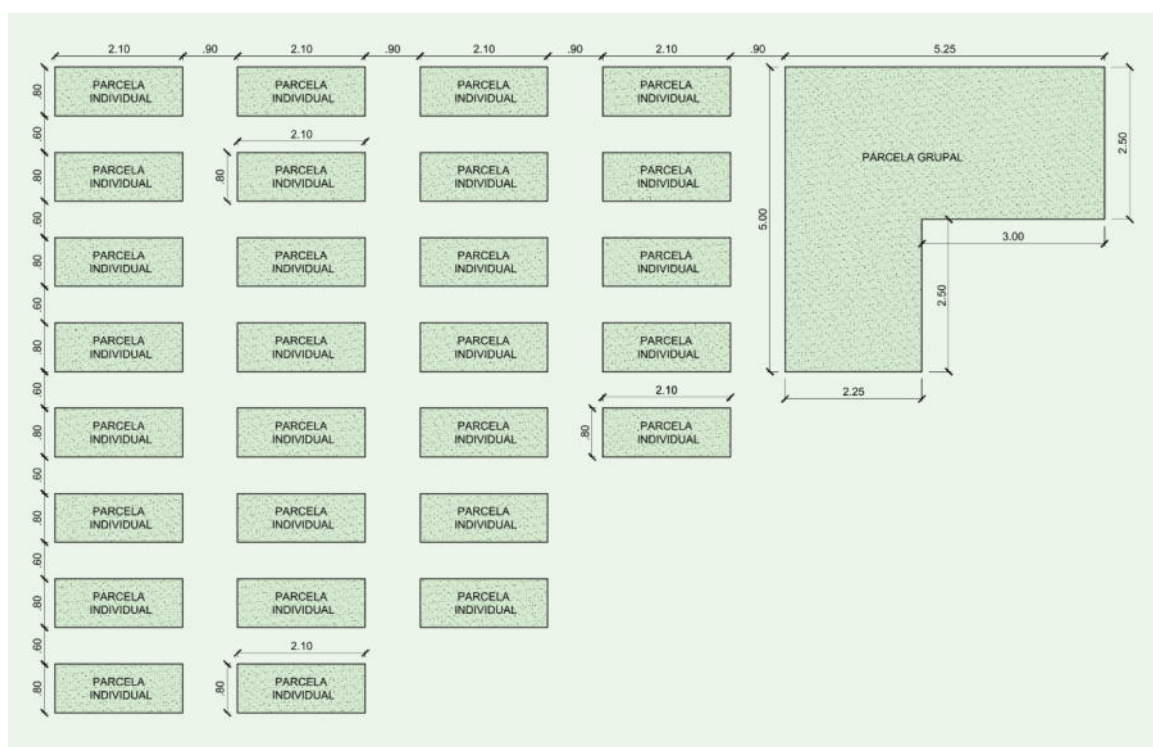 2.10 .90 2.10 .90 2.10 .90 2.10 .90 5.25
.80
PARCELA
INDIVIDUAL
PARCELA
INDIVIDUAL
PARCELA
INDIVIDUAL
PARCELA
INDIVIDUAL
.60
2.10
.80
PARCELA
INDIVIDUAL
.80
PARCELA
INDIVIDUAL
PARCELA
INDIVIDUAL
PARCELA
INDIVIDUAL
PARCELA GRUPAL
2.50
.60
5.00
.80
PARCELA
INDIVIDUAL
PARCELA
INDIVIDUAL
PARCELA
INDIVIDUAL
PARCELA
INDIVIDUAL
3.00
.60
2.50
.80
PARCELA
INDIVIDUAL
PARCELA
INDIVIDUAL
PARCELA
INDIVIDUAL
PARCELA
INDIVIDUAL
.60
2.10
2.25
.80
PARCELA
INDIVIDUAL
PARCELA
INDIVIDUAL
PARCELA
INDIVIDUAL
.80
PARCELA
INDIVIDUAL
.60
.80
PARCELA
INDIVIDUAL
PARCELA
INDIVIDUAL
PARCELA
INDIVIDUAL
.60
.80
PARCELA
INDIVIDUAL
PARCELA
INDIVIDUAL
PARCELA
INDIVIDUAL
.60
2.10
.80
PARCELA
INDIVIDUAL
.80
PARCELA
INDIVIDUAL